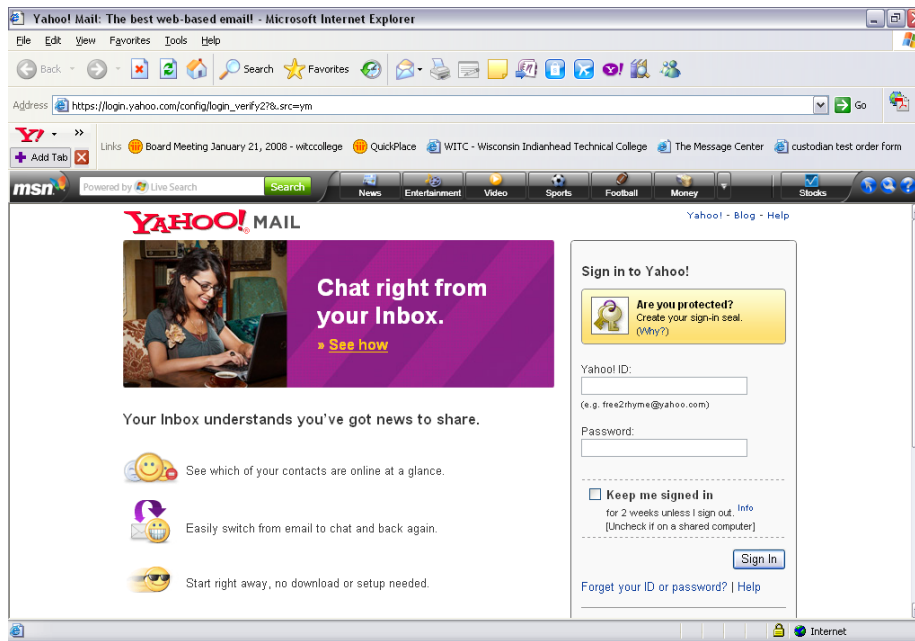 Yahoo! Mail: The best web-based email! - Microsoft Internet Explorer
File Edit View Favorites Tools Help
Back Search Favorites
Address https://login.yahoo.com/config/login_verify2?&.src=ym Go
Y! »
Add Tab
Links Board Meeting January 21, 2008 - witccollege QuickPlace WITC - Wisconsin Indianhead Technical College The Message Center custodian test order form
msn Powered by Live Search Search News Entertainment Video Sports Football Money Stocks
YAHOO! MAIL
Yahoo! - Blog - Help
Chat right from
your Inbox.
» See how
Sign in to Yahoo!
Are you protected?
Create your sign-in seal.
(Why?)
Yahoo! ID:
(e.g. free2rhyme@yahoo.com)
Password:
Your Inbox understands you've got news to share.
See which of your contacts are online at a glance.
Easily switch from email to chat and back again.
Start right away, no download or setup needed.
Keep me signed in
for 2 weeks unless I sign out. Info
[Uncheck if on a shared computer]
Sign In
Forget your ID or password? | Help
Internet